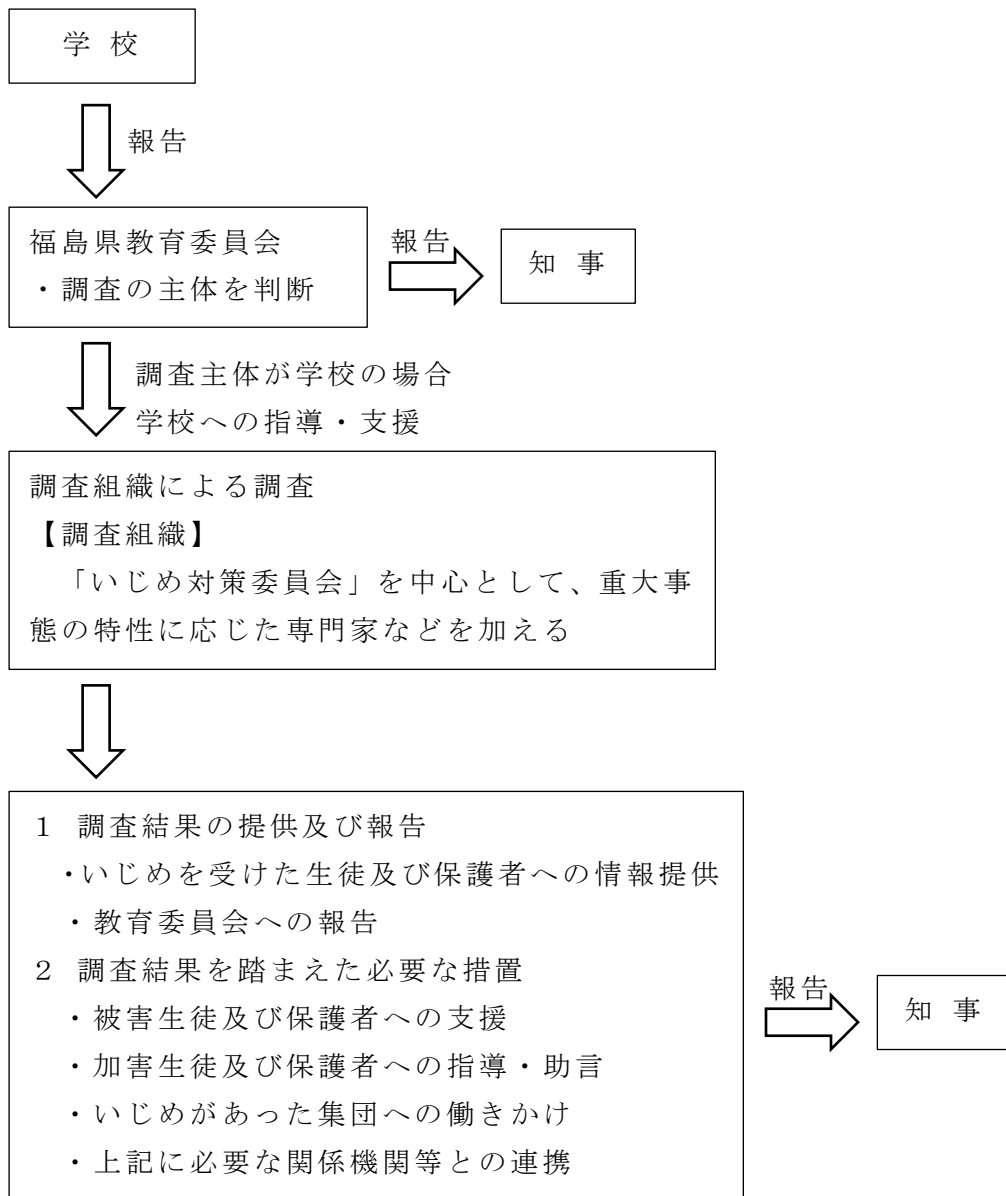 学校
報告
福島県教育委員会
・調査の主体を判断
報告
知事
調査主体が学校の場合
学校への指導・支援
調査組織による調査
【調査組織】
「いじめ対策委員会」を中心として、重大事
態の特性に応じた専門家などを加える
1 調査結果の提供及び報告
・いじめを受けた生徒及び保護者への情報提供
・教育委員会への報告
2 調査結果を踏まえた必要な措置
・被害生徒及び保護者への支援
・加害生徒及び保護者への指導・助言
・いじめがあった集団への働きかけ
・上記に必要な関係機関等との連携
報告
知事